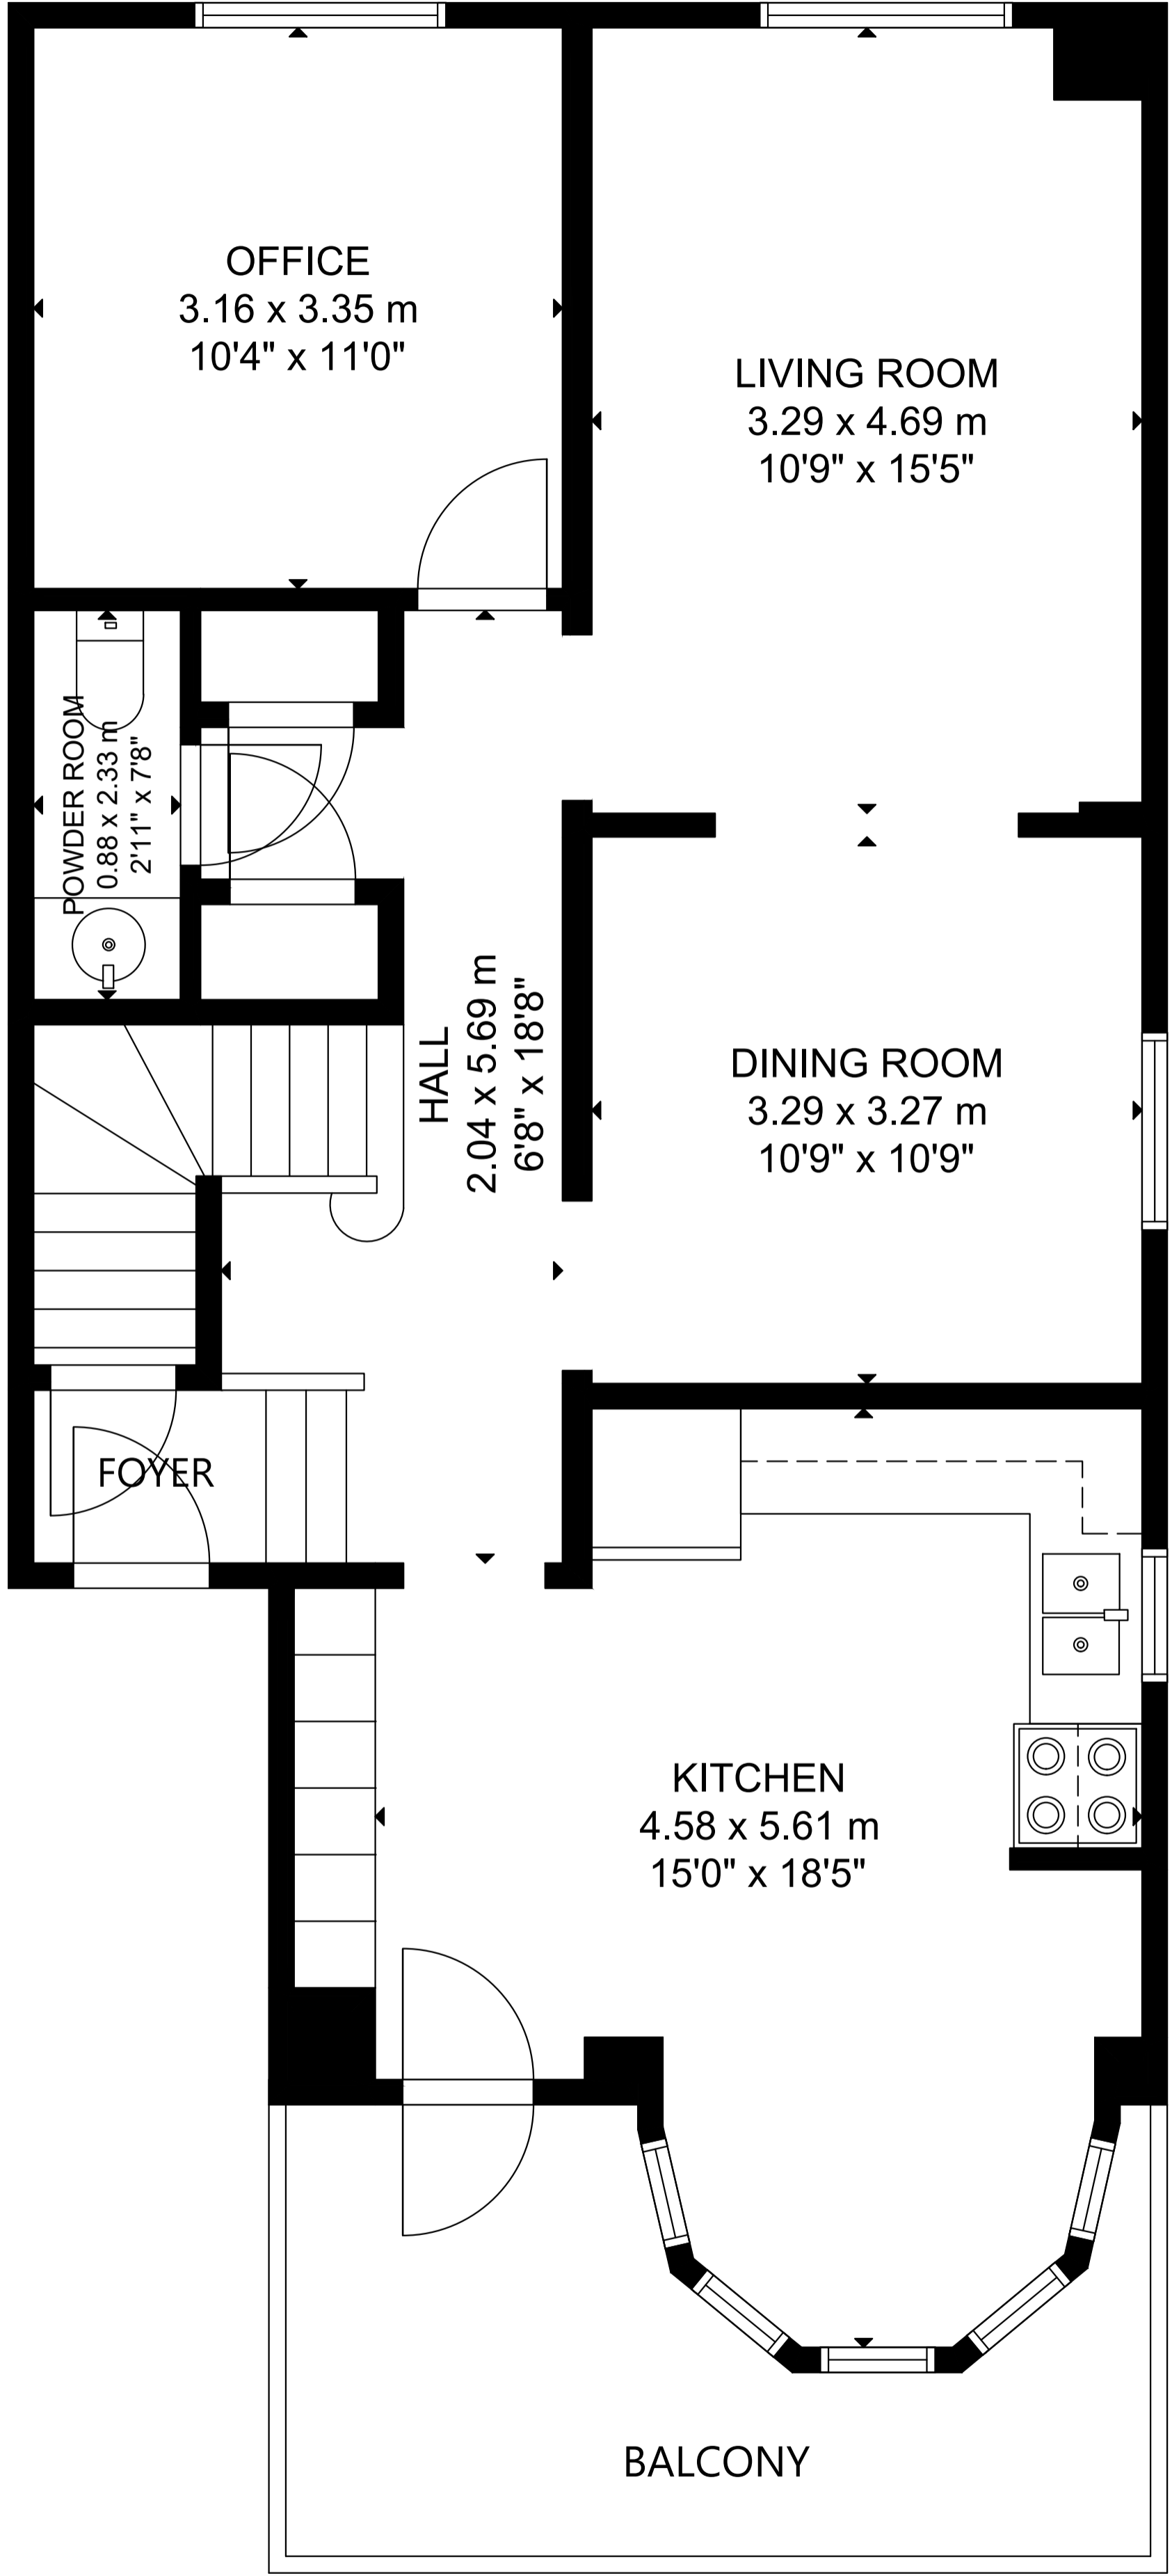 OFFICE
3.16 x 3.35 m
10'4" x 11'0"
LIVING ROOM
3.29 x 4.69 m
10'9" x 15'5"
POWDER ROOM
0.88 x 2.33 m
2'11" x 7'8"
HALL
2.04 x 5.69 m
6'8" x 18'8"
DINING ROOM
3.29 x 3.27 m
10'9" x 10'9"
FOYER
KITCHEN
4.58 x 5.61 m
15'0" x 18'5"
BALCONY